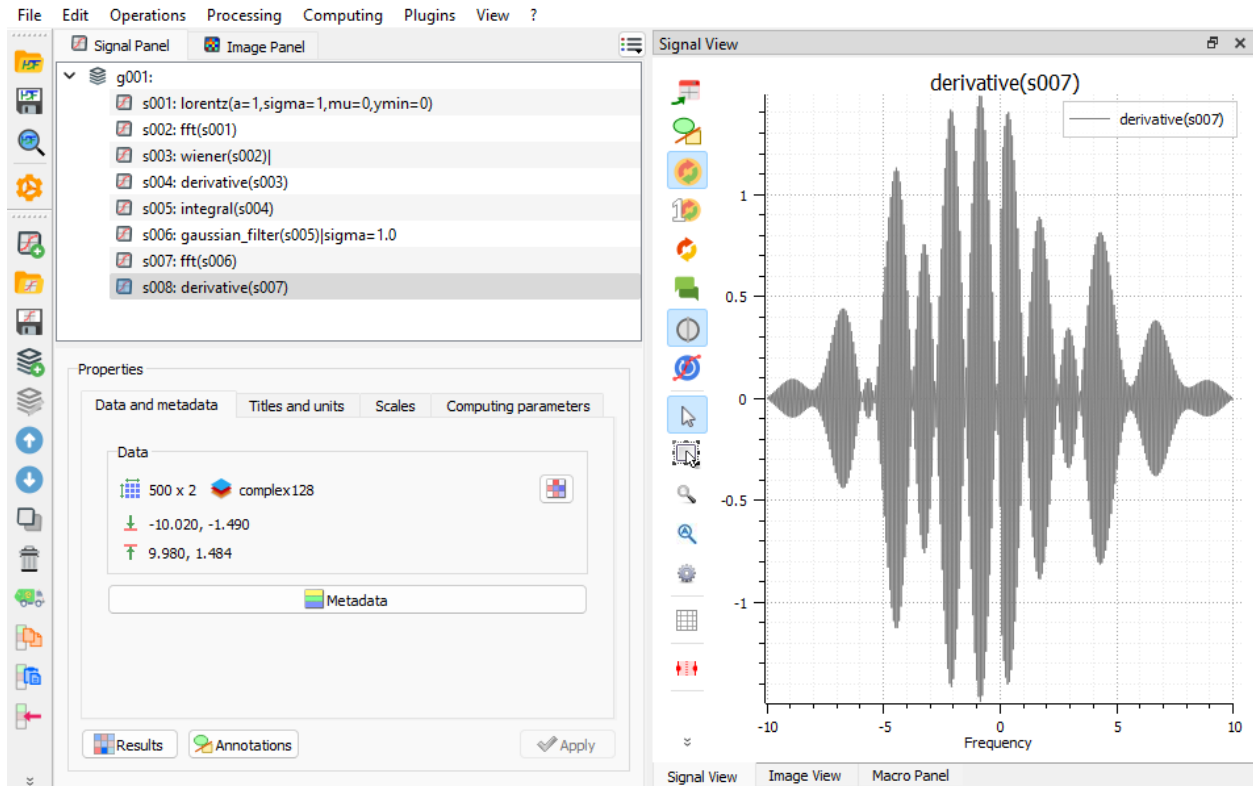 File Edit Operations Processing Computing Plugins View ?
Signal Panel Image Panel
g001:
s001: lorentz(a=1,sigma=1,mu=0,ymin=0)
s002: fft(s001)
s003: wiener(s002)|
s004: derivative(s003)
s005: integral(s004)
s006: gaussian_filter(s005)|sigma=1.0
s007: fft(s006)
s008: derivative(s007)
Properties
Data and metadata Titles and units Scales Computing parameters
Data
500 x 2 complex128
-10.020, -1.490
9.980, 1.484
Metadata
Results Annotations Apply
Signal View
derivative(s007)
derivative(s007)
1
0.5
0
-0.5
-1
-10 -5 0 5 10
Frequency
Signal View Image View Macro Panel
HDF
HDF
1